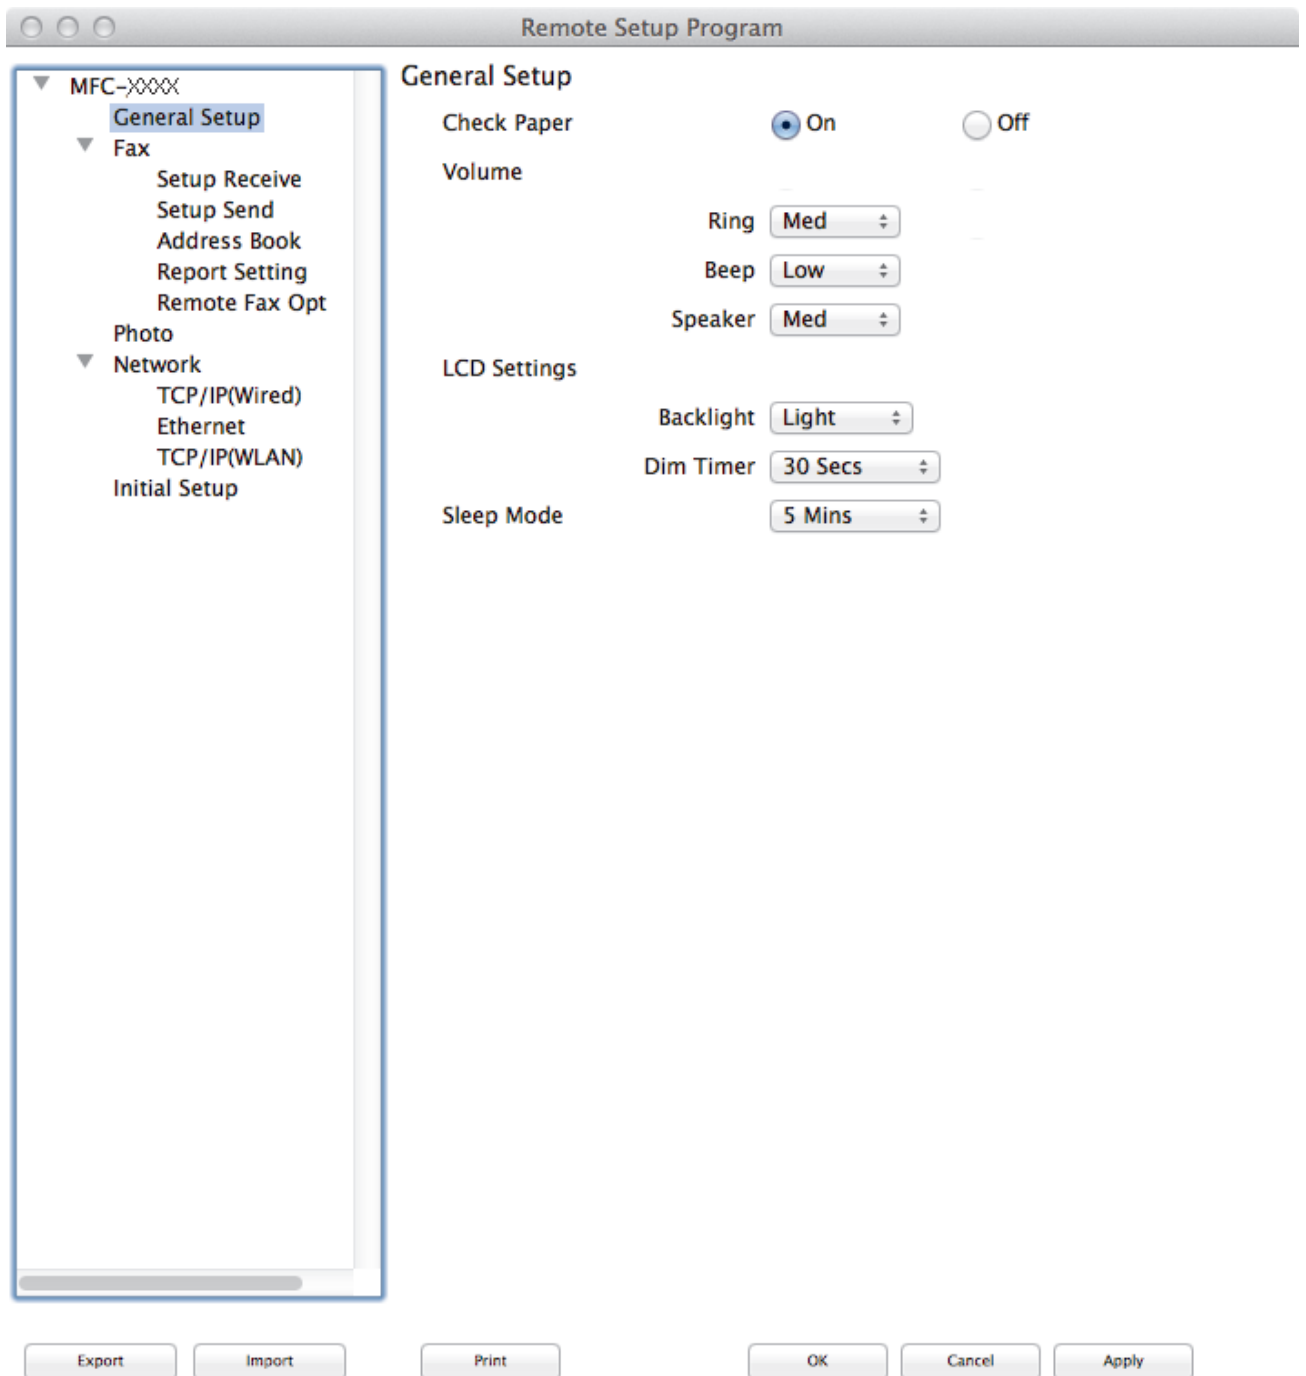 Remote Setup Program
MFC-XXXX
General Setup
Fax
Setup Receive
Setup Send
Address Book
Report Setting
Remote Fax Opt
Photo
Network
TCP/IP(Wired)
Ethernet
TCP/IP(WLAN)
Initial Setup
General Setup
Check Paper On Off
Volume
Ring Med
Beep Low
Speaker Med
LCD Settings
Backlight Light
Dim Timer 30 Secs
Sleep Mode 5 Mins
Export Import Print OK Cancel Apply